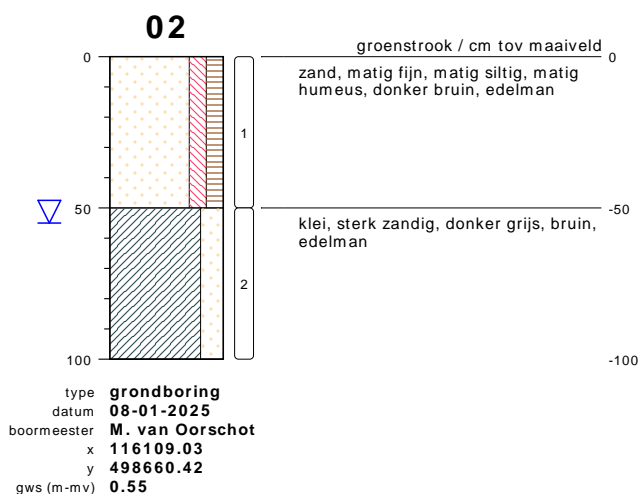 02
groenstrook / cm tov maaiveld
0
0
zand, matig fijn, matig siltig, matig
humeus, donker bruin, edelman
1
50
-50
klei, sterk zandig, donker grijs, bruin,
edelman
2
100
-100
type grondboring
datum 08-01-2025
boormeester M. van Oorschot
x 116109.03
y 498660.42
gws (m-mv) 0.55